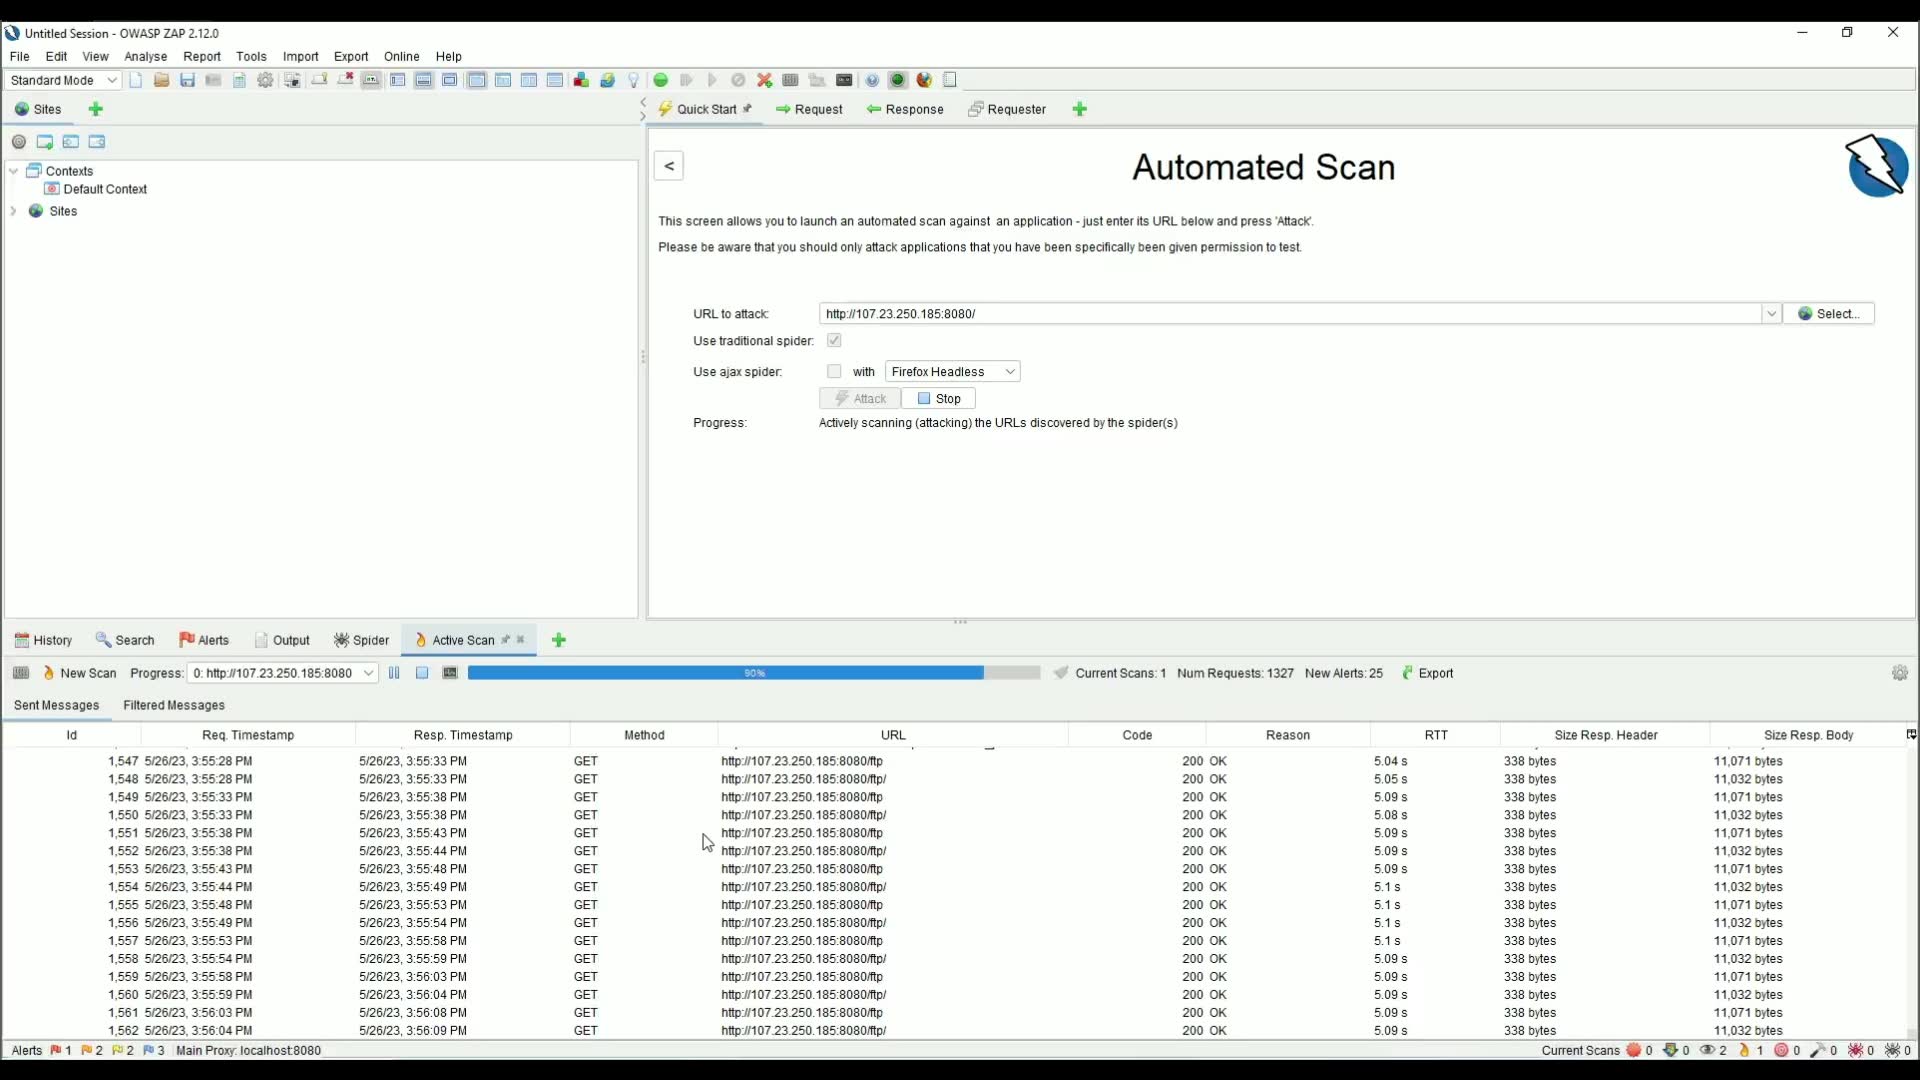 Untitled Session - OWASP ZAP 2.12.0
File Edit View Analyse Report Tools Import Export Online Help
Standard Mode
Sites
Quick Start Request Response Requester
Contexts
Default Context
Sites
<
Automated Scan
This screen allows you to launch an automated scan against an application - just enter its URL below and press 'Attack'.
Please be aware that you should only attack applications that you have been specifically been given permission to test.
URL to attack: http://107.23.250.185:8080/ Select...
Use traditional spider:
Use ajax spider: with Firefox Headless
Attack Stop
Progress: Actively scanning (attacking) the URLs discovered by the spider(s)
History Search Alerts Output Spider Active Scan
New Scan Progress: 0: http://107.23.250.185:8080 90% Current Scans: 1 Num Requests: 1327 New Alerts: 25 Export
Sent Messages Filtered Messages
Id Req. Timestamp Resp. Timestamp Method URL Code Reason RTT Size Resp. Header Size Resp. Body
1,547 5/26/23, 3:55:28 PM 5/26/23, 3:55:33 PM GET http://107.23.250.185:8080/ftp 200 OK 5.04 s 338 bytes 11,071 bytes
1,548 5/26/23, 3:55:28 PM 5/26/23, 3:55:33 PM GET http://107.23.250.185:8080/ftp/ 200 OK 5.05 s 338 bytes 11,032 bytes
1,549 5/26/23, 3:55:33 PM 5/26/23, 3:55:38 PM GET http://107.23.250.185:8080/ftp 200 OK 5.09 s 338 bytes 11,071 bytes
1,550 5/26/23, 3:55:33 PM 5/26/23, 3:55:38 PM GET http://107.23.250.185:8080/ftp/ 200 OK 5.08 s 338 bytes 11,032 bytes
1,551 5/26/23, 3:55:38 PM 5/26/23, 3:55:43 PM GET http://107.23.250.185:8080/ftp 200 OK 5.09 s 338 bytes 11,071 bytes
1,552 5/26/23, 3:55:38 PM 5/26/23, 3:55:44 PM GET http://107.23.250.185:8080/ftp/ 200 OK 5.09 s 338 bytes 11,032 bytes
1,553 5/26/23, 3:55:43 PM 5/26/23, 3:55:48 PM GET http://107.23.250.185:8080/ftp 200 OK 5.09 s 338 bytes 11,071 bytes
1,554 5/26/23, 3:55:44 PM 5/26/23, 3:55:49 PM GET http://107.23.250.185:8080/ftp/ 200 OK 5.1 s 338 bytes 11,032 bytes
1,555 5/26/23, 3:55:48 PM 5/26/23, 3:55:53 PM GET http://107.23.250.185:8080/ftp 200 OK 5.1 s 338 bytes 11,071 bytes
1,556 5/26/23, 3:55:49 PM 5/26/23, 3:55:54 PM GET http://107.23.250.185:8080/ftp/ 200 OK 5.1 s 338 bytes 11,032 bytes
1,557 5/26/23, 3:55:53 PM 5/26/23, 3:55:58 PM GET http://107.23.250.185:8080/ftp 200 OK 5.1 s 338 bytes 11,071 bytes
1,558 5/26/23, 3:55:54 PM 5/26/23, 3:55:59 PM GET http://107.23.250.185:8080/ftp/ 200 OK 5.09 s 338 bytes 11,032 bytes
1,559 5/26/23, 3:55:58 PM 5/26/23, 3:56:03 PM GET http://107.23.250.185:8080/ftp 200 OK 5.09 s 338 bytes 11,071 bytes
1,560 5/26/23, 3:55:59 PM 5/26/23, 3:56:04 PM GET http://107.23.250.185:8080/ftp/ 200 OK 5.09 s 338 bytes 11,032 bytes
1,561 5/26/23, 3:56:03 PM 5/26/23, 3:56:08 PM GET http://107.23.250.185:8080/ftp 200 OK 5.09 s 338 bytes 11,071 bytes
1,562 5/26/23, 3:56:04 PM 5/26/23, 3:56:09 PM GET http://107.23.250.185:8080/ftp/ 200 OK 5.09 s 338 bytes 11,032 bytes
Alerts 1 2 2 3 Main Proxy: localhost:8080 Current Scans 0 0 2 1 0 0 0 0